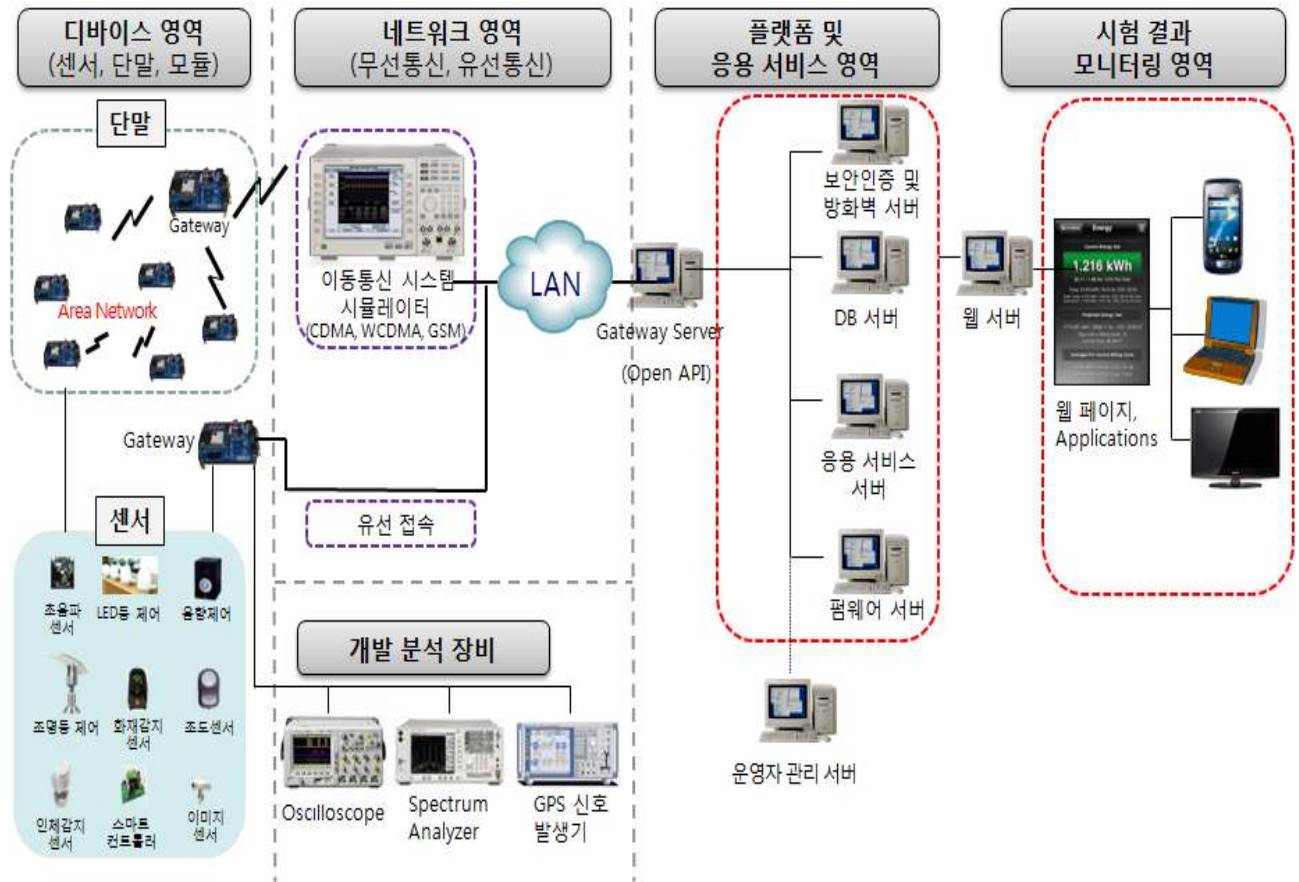 디바이스 영역
(센서, 단말, 모듈)
네트워크 영역
(무선통신, 유선통신)
플랫폼 및
응용 서비스 영역
시험 결과
모니터링 영역
단말
Gateway
Area Network
Gateway
센서
초음파
센서
LED등 제어
음향제어
조명등 제어
화재감지
센서
조도센서
인체감지
센서
스마트
컨트롤러
이미지
센서
이동통신 시스템
시뮬레이터
(CDMA, WCDMA, GSM)
LAN
유선 접속
개발 분석 장비
Oscilloscope
Spectrum
Analyzer
GPS 신호
발생기
Gateway Server
(Open API)
보안인증 및
방화벽 서버
DB 서버
응용 서비스
서버
펌웨어 서버
운영자 관리 서버
웹 서버
Energy
1.216 kWh
웹 페이지,
Applications